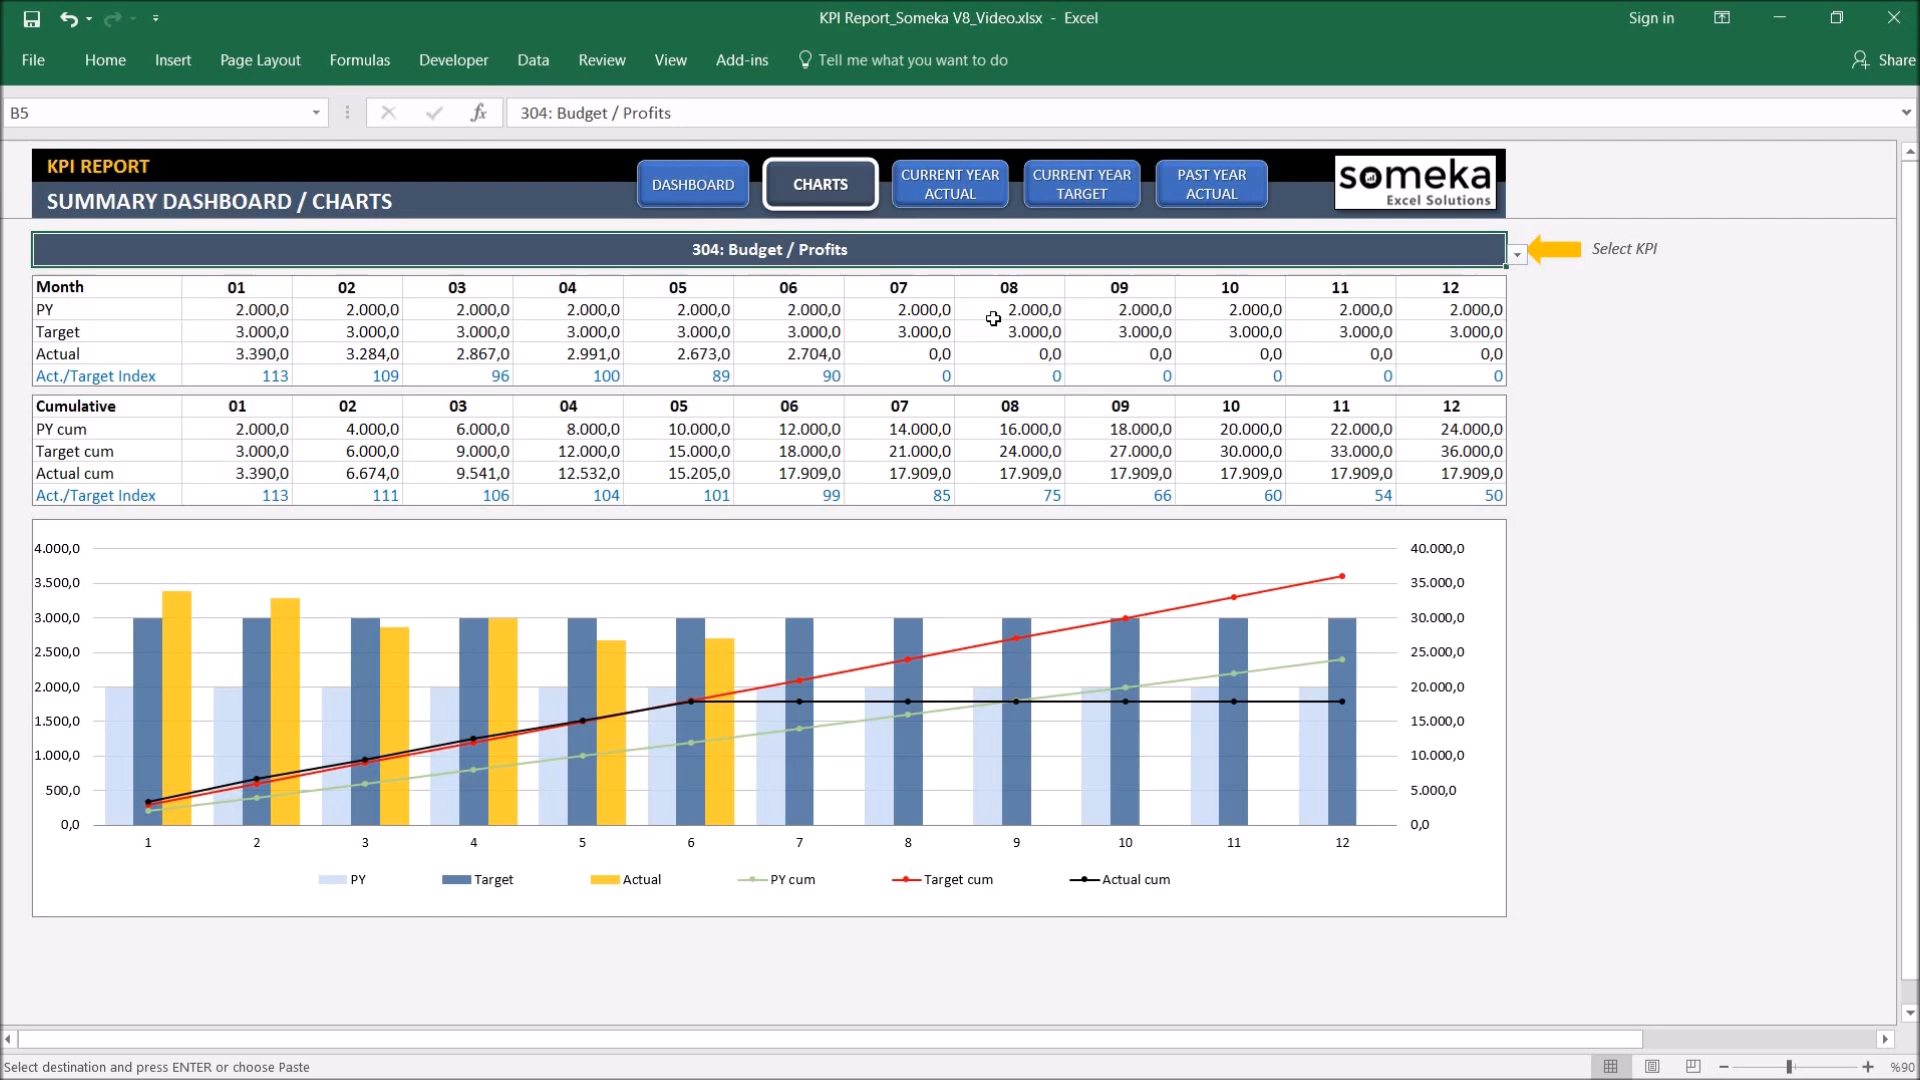 KPI Report_Someka V8_Video.xlsx - Excel
Sign in
File Home Insert Page Layout Formulas Developer Data Review View Add-ins Tell me what you want to do Share
B5 fx 304: Budget / Profits
KPI REPORT
SUMMARY DASHBOARD / CHARTS
DASHBOARD
CHARTS
CURRENT YEAR
ACTUAL
CURRENT YEAR
TARGET
PAST YEAR
ACTUAL
someka
Excel Solutions
304: Budget / Profits
Select KPI
Month 01 02 03 04 05 06 07 08 09 10 11 12
PY 2.000,0 2.000,0 2.000,0 2.000,0 2.000,0 2.000,0 2.000,0 2.000,0 2.000,0 2.000,0 2.000,0 2.000,0
Target 3.000,0 3.000,0 3.000,0 3.000,0 3.000,0 3.000,0 3.000,0 3.000,0 3.000,0 3.000,0 3.000,0 3.000,0
Actual 3.390,0 3.284,0 2.867,0 2.991,0 2.673,0 2.704,0 0,0 0,0 0,0 0,0 0,0 0,0
Act./Target Index 113 109 96 100 89 90 0 0 0 0 0 0
Cumulative 01 02 03 04 05 06 07 08 09 10 11 12
PY cum 2.000,0 4.000,0 6.000,0 8.000,0 10.000,0 12.000,0 14.000,0 16.000,0 18.000,0 20.000,0 22.000,0 24.000,0
Target cum 3.000,0 6.000,0 9.000,0 12.000,0 15.000,0 18.000,0 21.000,0 24.000,0 27.000,0 30.000,0 33.000,0 36.000,0
Actual cum 3.390,0 6.674,0 9.541,0 12.532,0 15.205,0 17.909,0 17.909,0 17.909,0 17.909,0 17.909,0 17.909,0 17.909,0
Act./Target Index 113 111 106 104 101 99 85 75 66 60 54 50
4.000,0 40.000,0
3.500,0 35.000,0
3.000,0 30.000,0
2.500,0 25.000,0
2.000,0 20.000,0
1.500,0 15.000,0
1.000,0 10.000,0
500,0 5.000,0
0,0 0,0
1 2 3 4 5 6 7 8 9 10 11 12
PY Target Actual PY cum Target cum Actual cum
Select destination and press ENTER or choose Paste
%90